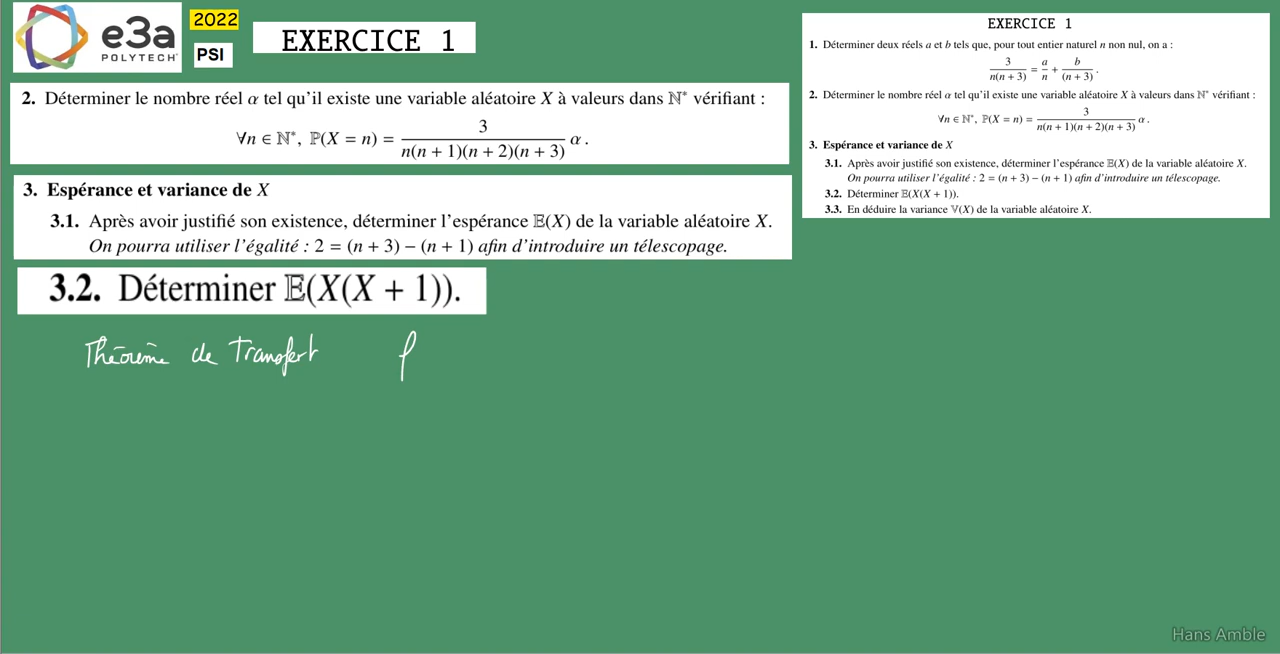 e3a
POLYTECH
2022
PSI
EXERCICE 1
2. Déterminer le nombre réel α tel qu'il existe une variable aléatoire X à valeurs dans ℕ* vérifiant :
∀n ∈ ℕ*, ℙ(X = n) = 3 / (n(n + 1)(n + 2)(n + 3)) α .
3. Espérance et variance de X
3.1. Après avoir justifié son existence, déterminer l'espérance 𝔼(X) de la variable aléatoire X.
On pourra utiliser l'égalité : 2 = (n + 3) − (n + 1) afin d'introduire un télescopage.
3.2. Déterminer 𝔼(X(X + 1)).
Théorème de Transfert f
EXERCICE 1
1. Déterminer deux réels a et b tels que, pour tout entier naturel n non nul, on a :
3 / (n(n + 3)) = a / n + b / (n + 3) .
2. Déterminer le nombre réel α tel qu'il existe une variable aléatoire X à valeurs dans ℕ* vérifiant :
∀n ∈ ℕ*, ℙ(X = n) = 3 / (n(n + 1)(n + 2)(n + 3)) α .
3. Espérance et variance de X
3.1. Après avoir justifié son existence, déterminer l'espérance 𝔼(X) de la variable aléatoire X.
On pourra utiliser l'égalité : 2 = (n + 3) − (n + 1) afin d'introduire un télescopage.
3.2. Déterminer 𝔼(X(X + 1)).
3.3. En déduire la variance 𝕍(X) de la variable aléatoire X.
Hans Amble